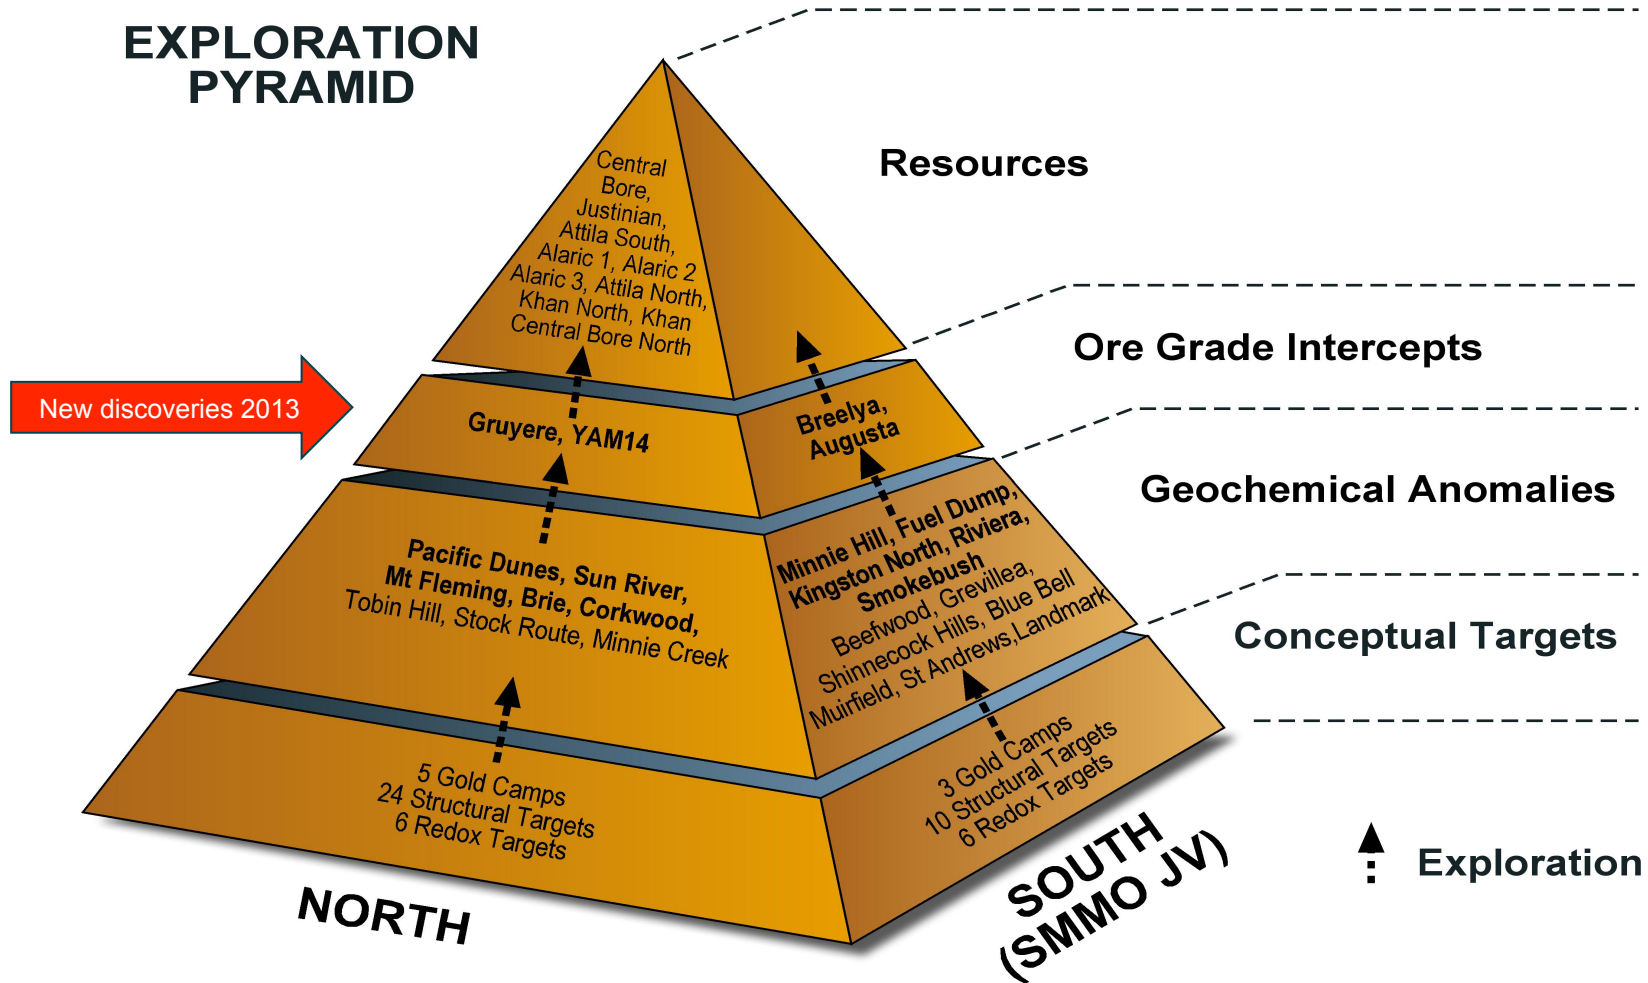 EXPLORATION
PYRAMID
Resources
Central
Bore,
Justinian,
Attila South,
Alaric 1, Alaric 2
Alaric 3, Attila North,
Khan North, Khan
Central Bore North
Ore Grade Intercepts
New discoveries 2013
Gruyere, YAM14
Breelya,
Augusta
Geochemical Anomalies
Pacific Dunes, Sun River,
Mt Fleming, Brie, Corkwood,
Tobin Hill, Stock Route, Minnie Creek
Minnie Hill, Fuel Dump,
Kingston North, Riviera,
Smokebush
Beefwood, Grevillea,
Shinnecock Hills, Blue Bell
Muirfield, St Andrews,Landmark
Conceptual Targets
5 Gold Camps
24 Structural Targets
6 Redox Targets
3 Gold Camps
10 Structural Targets
6 Redox Targets
NORTH
SOUTH
(SMMO JV)
Exploration